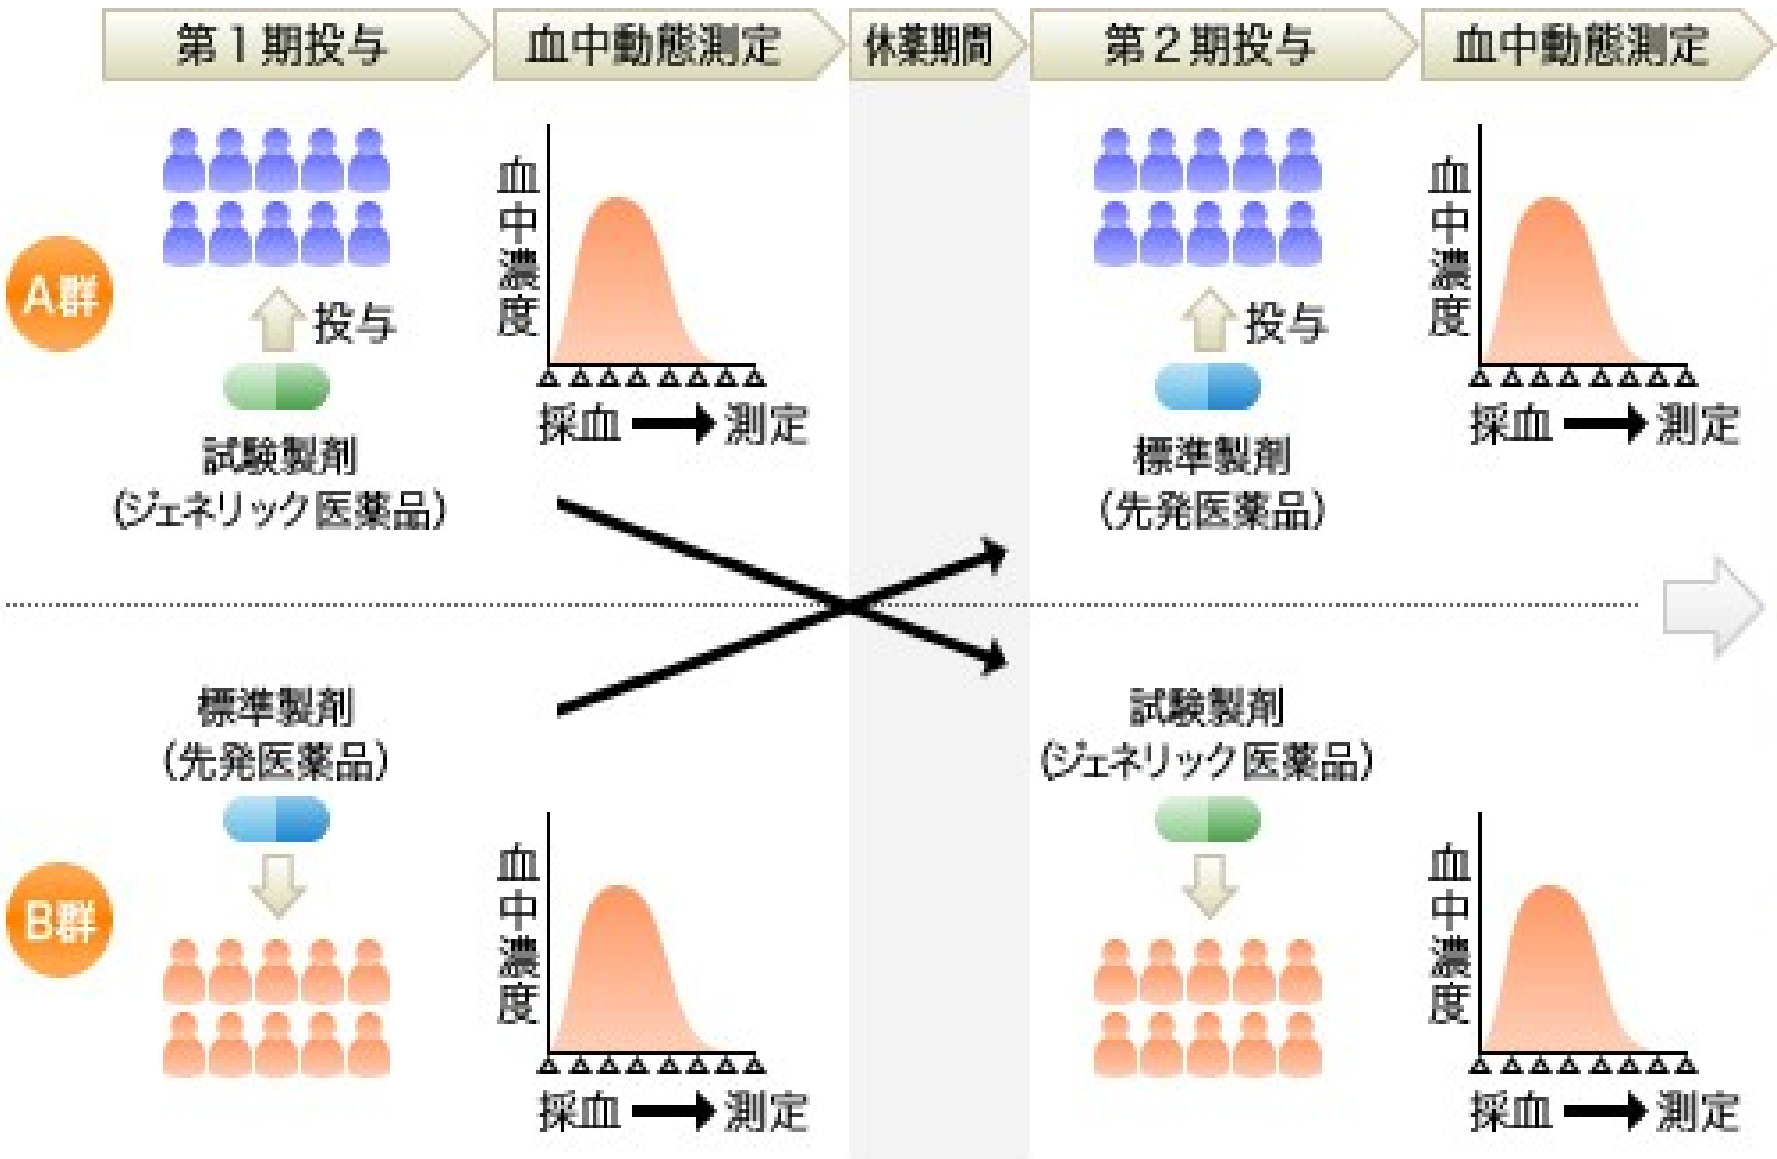 第1期投与
血中動態測定
休薬期間
第2期投与
血中動態測定
A群
投与
試験製剤
(ジェネリック医薬品)
血中濃度
採血
測定
投与
標準製剤
(先発医薬品)
血中濃度
採血
測定
B群
標準製剤
(先発医薬品)
血中濃度
採血
測定
試験製剤
(ジェネリック医薬品)
血中濃度
採血
測定